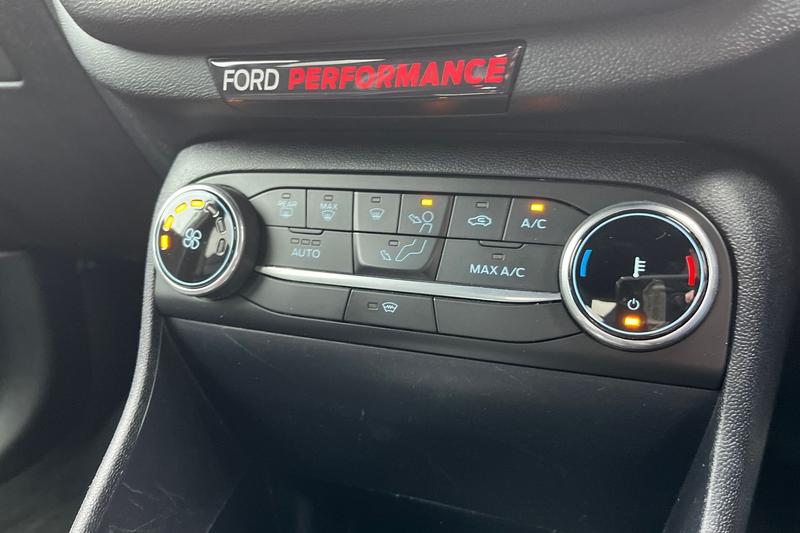 FORD PERFORMANCE
REAR
MAX
A/C
AUTO
MAX A/C